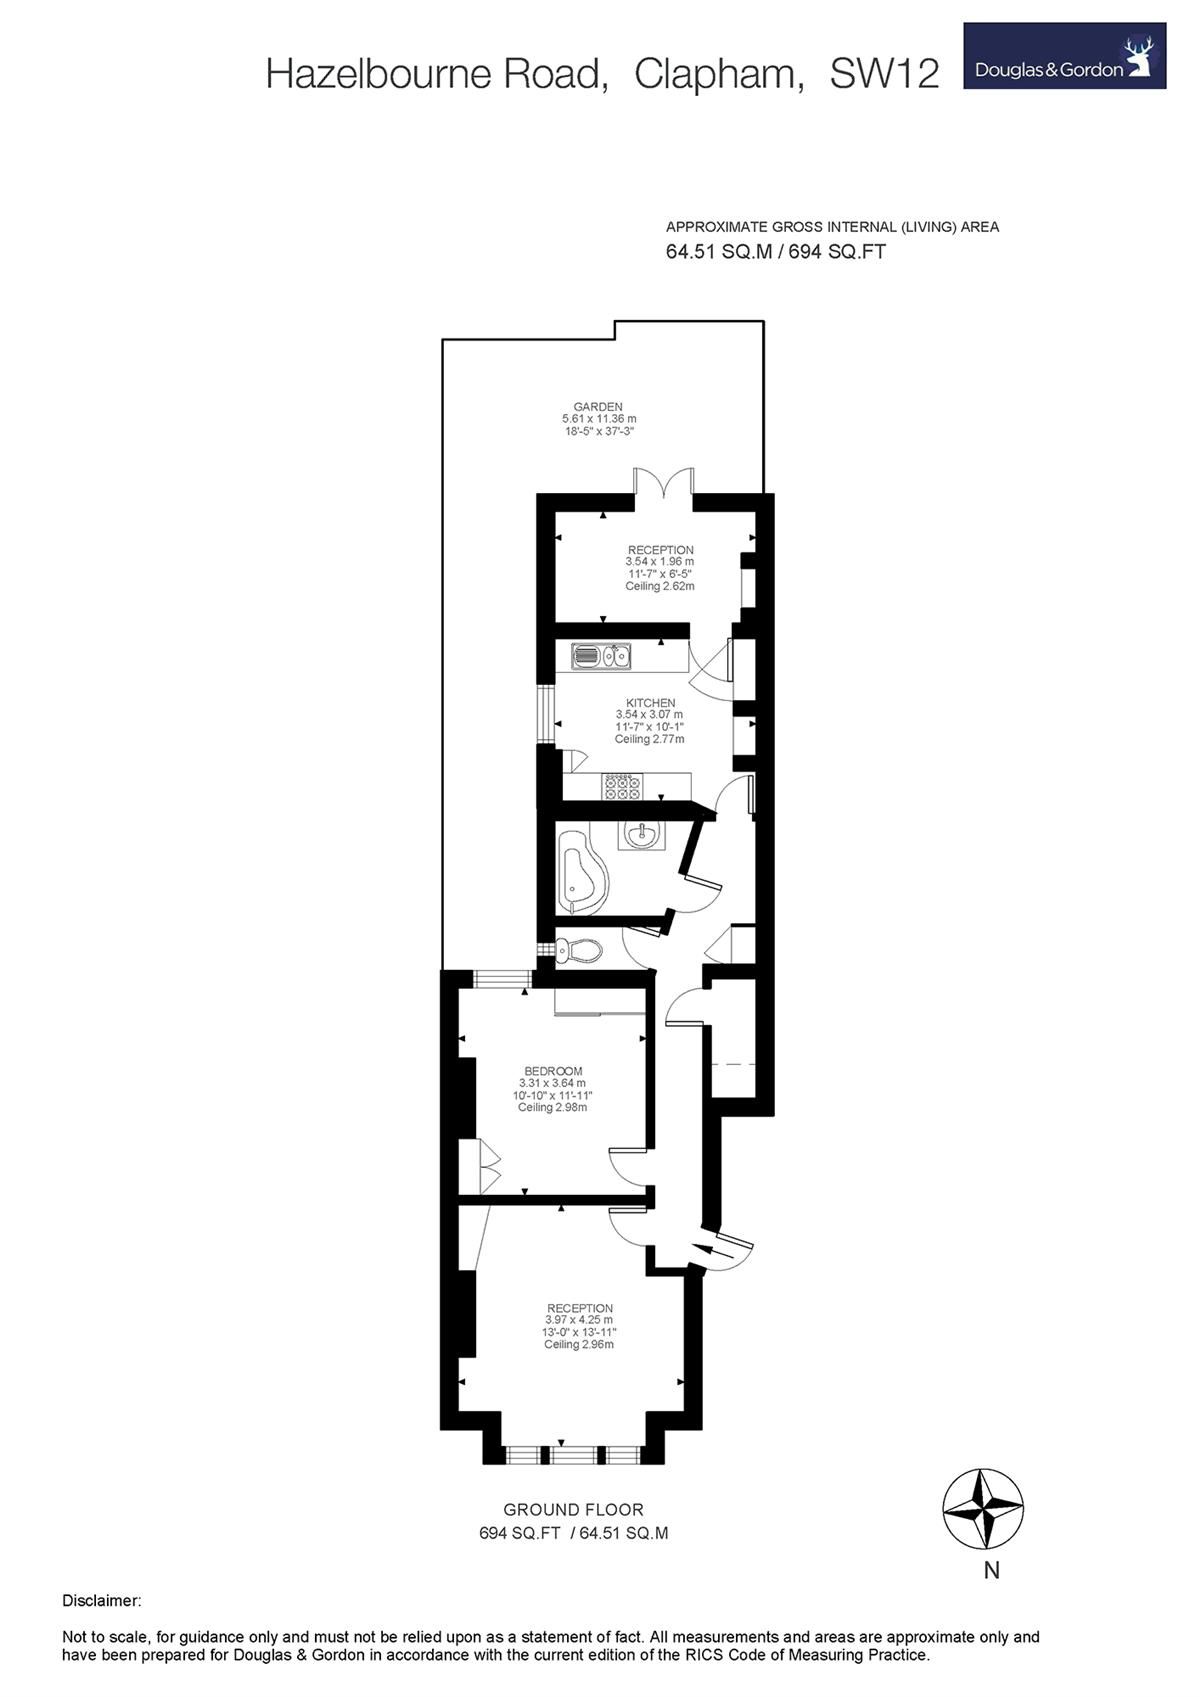 Hazelbourne Road, Clapham, SW12
Douglas & Gordon
APPROXIMATE GROSS INTERNAL (LIVING) AREA
64.51 SQ.M / 694 SQ.FT
GARDEN
5.61 x 11.36 m
18'-5" x 37'-3"
RECEPTION
3.54 x 1.96 m
11'-7" x 6'-5"
Ceiling 2.62m
KITCHEN
3.54 x 3.07 m
11'-7" x 10'-1"
Ceiling 2.77m
BEDROOM
3.31 x 3.64 m
10'-10" x 11'-11"
Ceiling 2.98m
RECEPTION
3.97 x 4.25 m
13'-0" x 13'-11"
Ceiling 2.96m
GROUND FLOOR
694 SQ.FT / 64.51 SQ.M
N
Disclaimer:
Not to scale, for guidance only and must not be relied upon as a statement of fact. All measurements and areas are approximate only and
have been prepared for Douglas & Gordon in accordance with the current edition of the RICS Code of Measuring Practice.